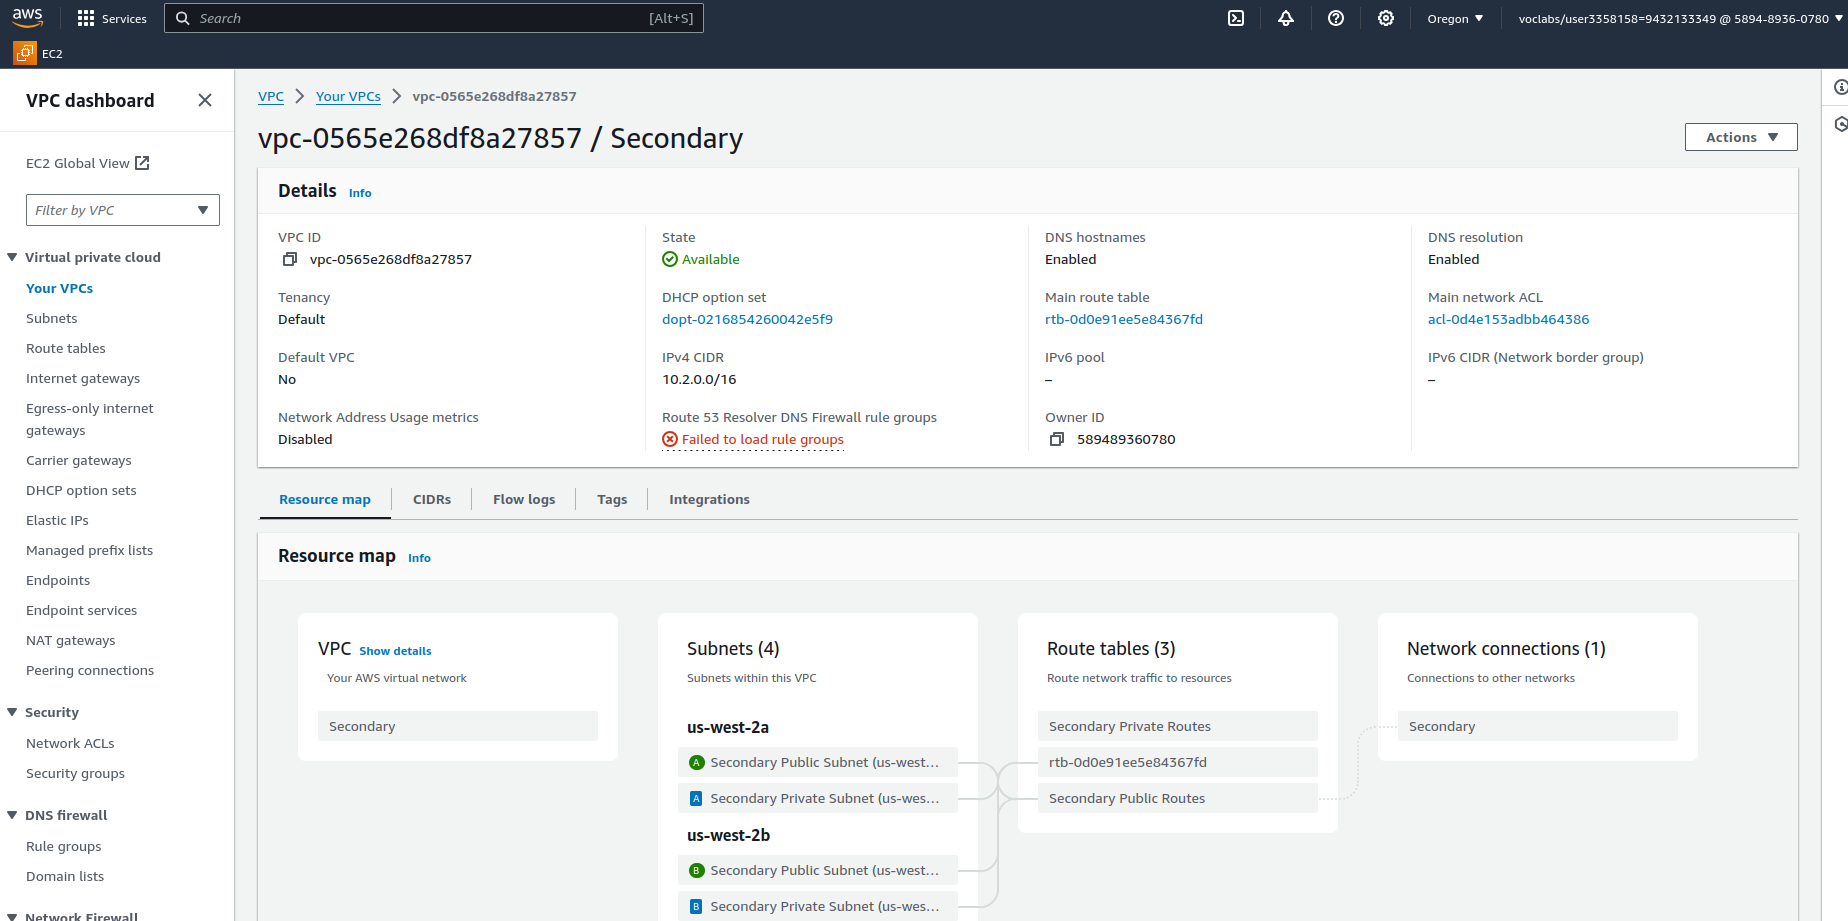 aws
Services
Search
[Alt+S]
Oregon
voclabs/user3358158=9432133349 @ 5894-8936-0780
EC2
VPC dashboard
EC2 Global View
Filter by VPC
Virtual private cloud
Your VPCs
Subnets
Route tables
Internet gateways
Egress-only internet
gateways
Carrier gateways
DHCP option sets
Elastic IPs
Managed prefix lists
Endpoints
Endpoint services
NAT gateways
Peering connections
Security
Network ACLs
Security groups
DNS firewall
Rule groups
Domain lists
Network Firewall
VPC
Your VPCs
vpc-0565e268df8a27857
vpc-0565e268df8a27857 / Secondary
Actions
Details Info
VPC ID
vpc-0565e268df8a27857
State
Available
DNS hostnames
Enabled
DNS resolution
Enabled
Tenancy
Default
DHCP option set
dopt-0216854260042e5f9
Main route table
rtb-0d0e91ee5e84367fd
Main network ACL
acl-0d4e153adbb464386
Default VPC
No
IPv4 CIDR
10.2.0.0/16
IPv6 pool
–
IPv6 CIDR (Network border group)
–
Network Address Usage metrics
Disabled
Route 53 Resolver DNS Firewall rule groups
Failed to load rule groups
Owner ID
589489360780
Resource map
CIDRs
Flow logs
Tags
Integrations
Resource map Info
VPC Show details
Your AWS virtual network
Secondary
Subnets (4)
Subnets within this VPC
us-west-2a
A Secondary Public Subnet (us-west...
A Secondary Private Subnet (us-wes...
us-west-2b
B Secondary Public Subnet (us-west...
B Secondary Private Subnet (us-wes...
Route tables (3)
Route network traffic to resources
Secondary Private Routes
rtb-0d0e91ee5e84367fd
Secondary Public Routes
Network connections (1)
Connections to other networks
Secondary